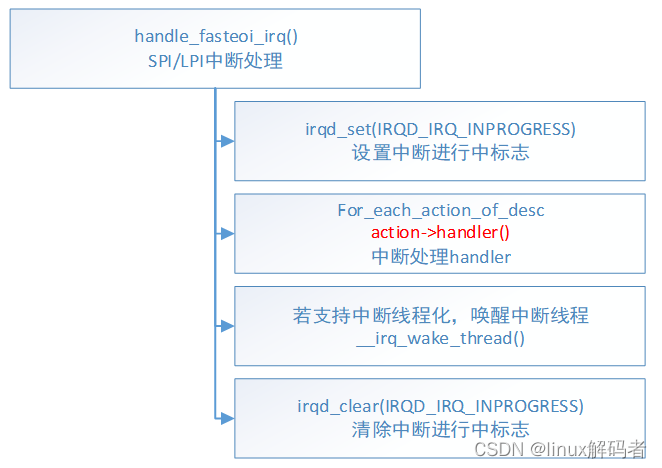 handle_fasteoi_irq()
SPI/LPI中断处理
irqd_set(IRQD_IRQ_INPROGRESS)
设置中断进行中标志
For_each_action_of_desc
action->handler()
中断处理handler
若支持中断线程化，唤醒中断线程
__irq_wake_thread()
irqd_clear(IRQD_IRQ_INPROGRESS)
清除中断进行中标志
CSDN @linux解码者